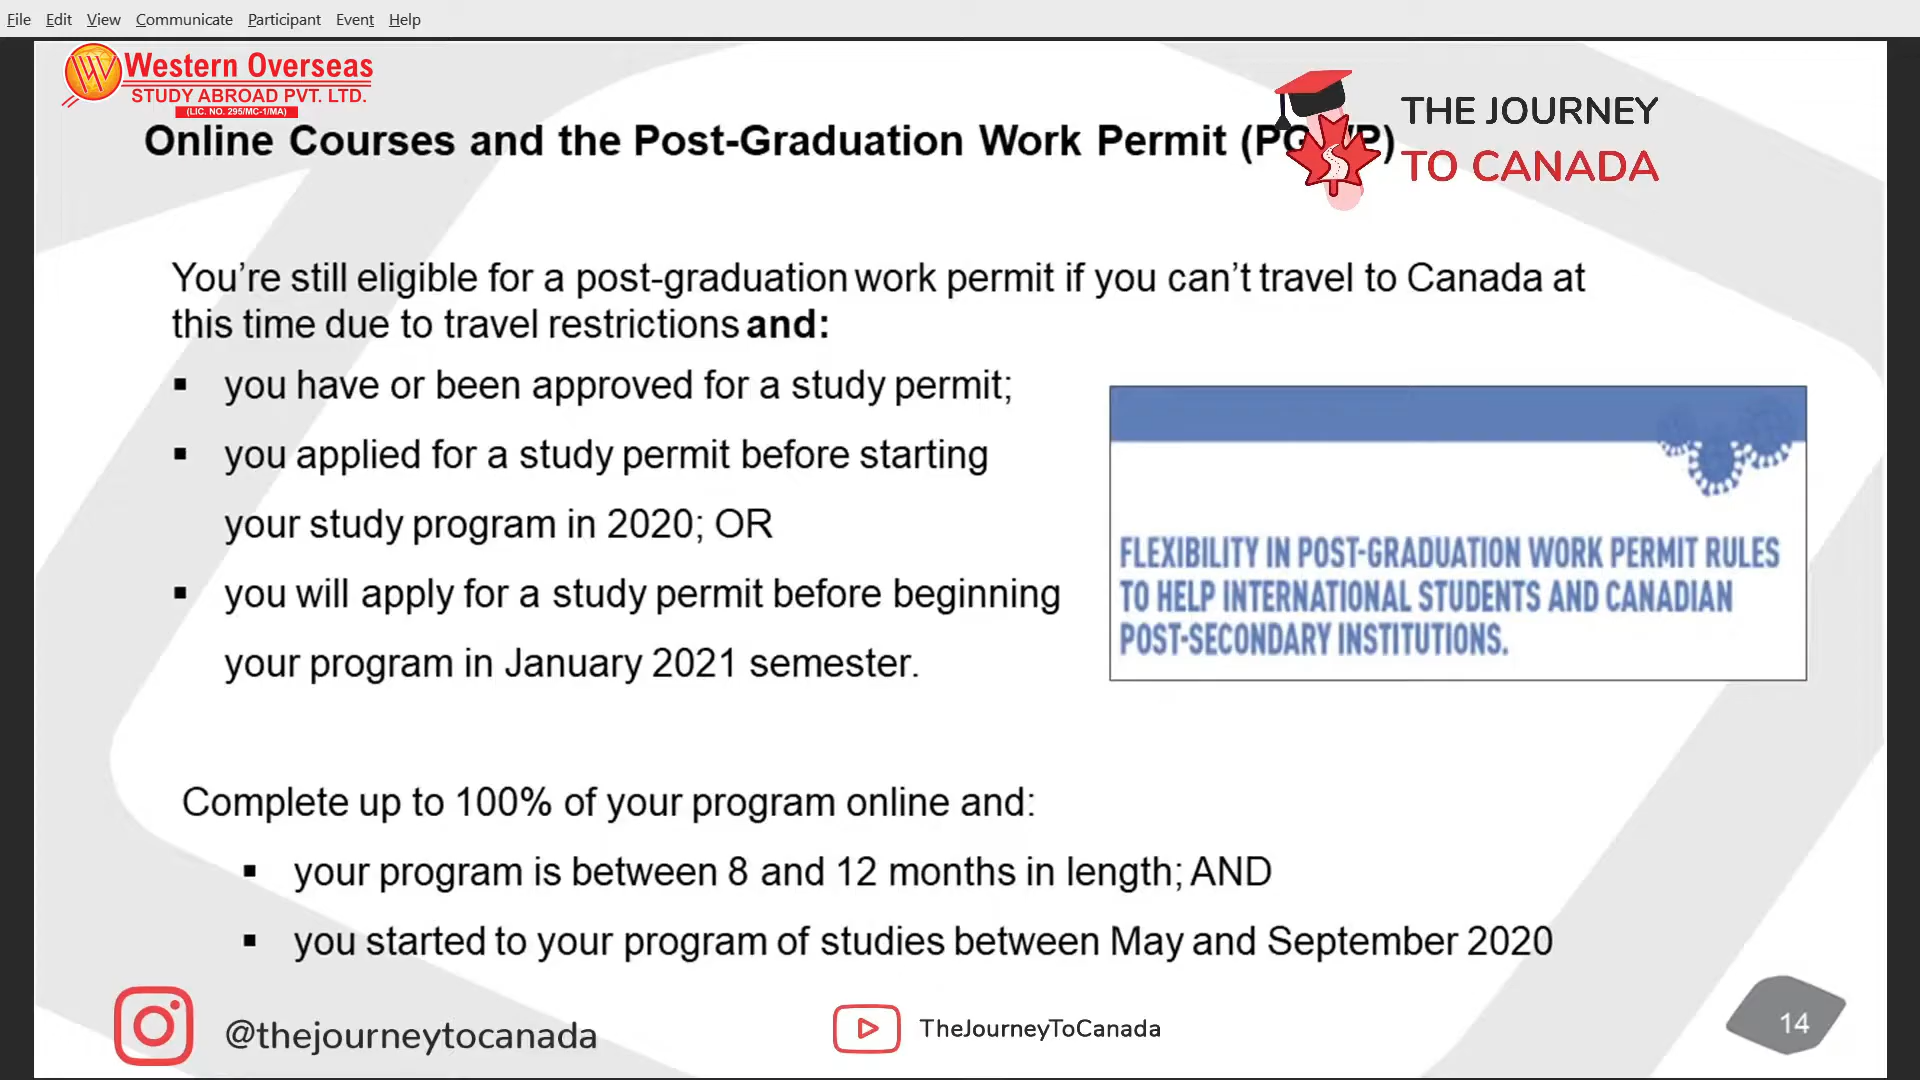 File Edit View Communicate Participant Event Help
Western Overseas
STUDY ABROAD PVT. LTD.
(LIC. NO. 295/MC-1/MA)
THE JOURNEY
TO CANADA
Online Courses and the Post-Graduation Work Permit (PGWP)
You're still eligible for a post-graduation work permit if you can't travel to Canada at
this time due to travel restrictions and:
▪ you have or been approved for a study permit;
▪ you applied for a study permit before starting
your study program in 2020; OR
▪ you will apply for a study permit before beginning
your program in January 2021 semester.
FLEXIBILITY IN POST-GRADUATION WORK PERMIT RULES
TO HELP INTERNATIONAL STUDENTS AND CANADIAN
POST-SECONDARY INSTITUTIONS.
Complete up to 100% of your program online and:
▪ your program is between 8 and 12 months in length; AND
▪ you started to your program of studies between May and September 2020
@thejourneytocanada
TheJourneyToCanada
14